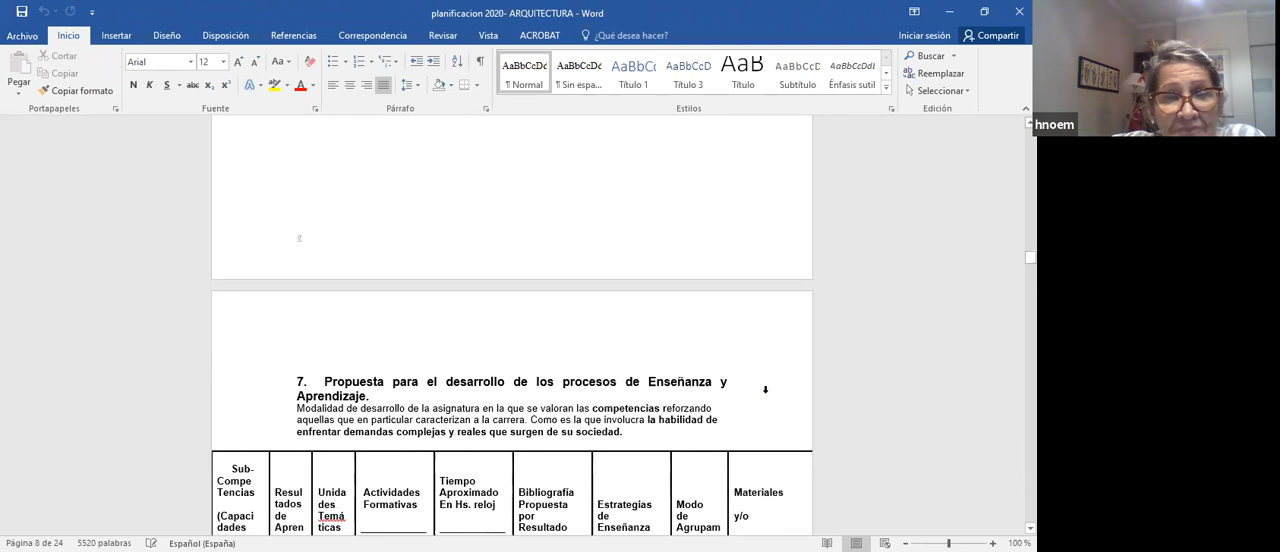 planificacion 2020- ARQUITECTURA - Word
Archivo Inicio Insertar Diseño Disposición Referencias Correspondencia Revisar Vista ACROBAT ¿Qué desea hacer? Iniciar sesión Compartir
Pegar
Cortar
Copiar
Copiar formato
Portapapeles
Arial 12
N K S abc x₂ x²
Fuente
Párrafo
AaBbCcDc AaBbCcDc AaBbCc AaBbCcD AaB AaBbCcD AaBbCcDd
¶ Normal ¶ Sin espa... Título 1 Título 3 Título Subtítulo Énfasis sutil
Estilos
Buscar
Reemplazar
Seleccionar
Edición
hnoem
8
7. Propuesta para el desarrollo de los procesos de Enseñanza y
Aprendizaje.
Modalidad de desarrollo de la asignatura en la que se valoran las competencias reforzando
aquellas que en particular caracterizan a la carrera. Como es la que involucra la habilidad de
enfrentar demandas complejas y reales que surgen de su sociedad.
Sub-
Compe
Tencias
(Capaci
dades
Resul
tados
de
Apren
Unida
des
Temá
ticas
Actividades
Formativas
Tiempo
Aproximado
En Hs. reloj
Bibliografía
Propuesta
por
Resultado
Estrategias
de
Enseñanza
Modo
de
Agrupam
Materiales
y/o
Página 8 de 24 5520 palabras Español (España) 100 %